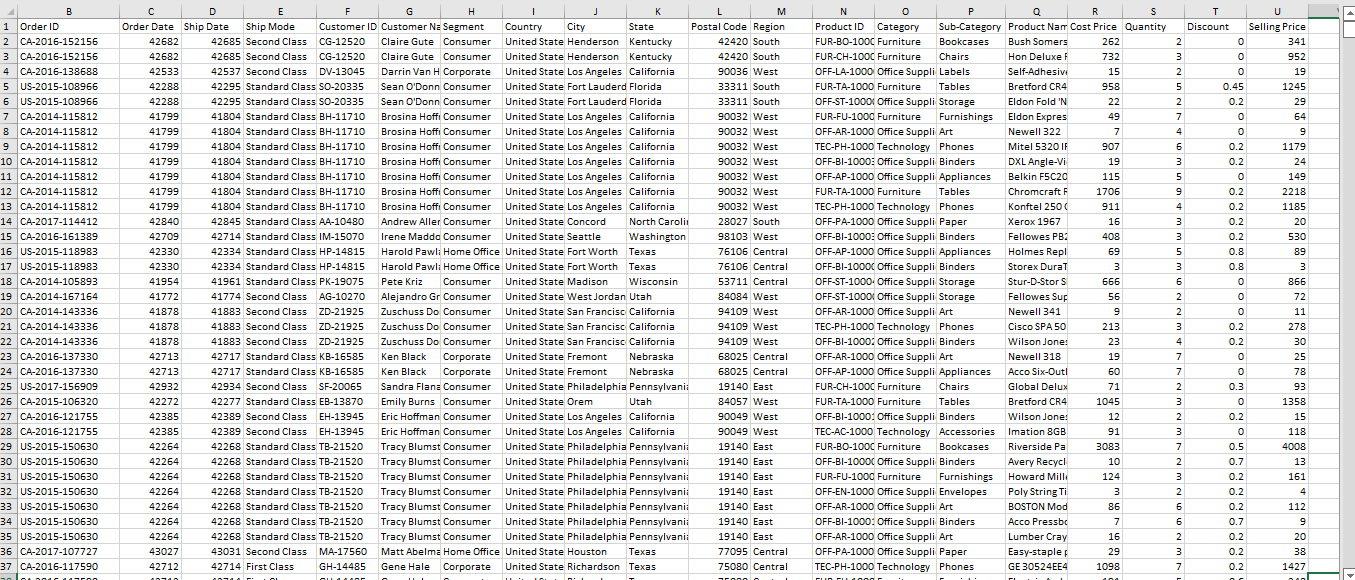 B C D E F G H I J K L M N O P Q R S T U
1 Order ID Order Date Ship Date Ship Mode Customer ID Customer Na Segment Country City State Postal Code Region Product ID Category Sub-Category Product Nam Cost Price Quantity Discount Selling Price
2 CA-2016-152156 42682 42685 Second Class CG-12520 Claire Gute Consumer United State Henderson Kentucky 42420 South FUR-BO-1000 Furniture Bookcases Bush Somers 262 2 0 341
3 CA-2016-152156 42682 42685 Second Class CG-12520 Claire Gute Consumer United State Henderson Kentucky 42420 South FUR-CH-1000 Furniture Chairs Hon Deluxe F 732 3 0 952
4 CA-2016-138688 42533 42537 Second Class DV-13045 Darrin Van H Corporate United State Los Angeles California 90036 West OFF-LA-1000 Office Suppli Labels Self-Adhesiv 15 2 0 19
5 US-2015-108966 42288 42295 Standard Class SO-20335 Sean O'Donn Consumer United State Fort Lauderd Florida 33311 South FUR-TA-1000 Furniture Tables Bretford CR4 958 5 0.45 1245
6 US-2015-108966 42288 42295 Standard Class SO-20335 Sean O'Donn Consumer United State Fort Lauderd Florida 33311 South OFF-ST-1000 Office Suppli Storage Eldon Fold 'N 22 2 0.2 29
7 CA-2014-115812 41799 41804 Standard Class BH-11710 Brosina Hoff Consumer United State Los Angeles California 90032 West FUR-FU-1000 Furniture Furnishings Eldon Expres 49 7 0 64
8 CA-2014-115812 41799 41804 Standard Class BH-11710 Brosina Hoff Consumer United State Los Angeles California 90032 West OFF-AR-1000 Office Suppli Art Newell 322 7 4 0 9
9 CA-2014-115812 41799 41804 Standard Class BH-11710 Brosina Hoff Consumer United State Los Angeles California 90032 West TEC-PH-1000 Technology Phones Mitel 5320 IF 907 6 0.2 1179
10 CA-2014-115812 41799 41804 Standard Class BH-11710 Brosina Hoff Consumer United State Los Angeles California 90032 West OFF-BI-1000 Office Suppli Binders DXL Angle-Vi 19 3 0.2 24
11 CA-2014-115812 41799 41804 Standard Class BH-11710 Brosina Hoff Consumer United State Los Angeles California 90032 West OFF-AP-1000 Office Suppli Appliances Belkin F5C20 115 5 0 149
12 CA-2014-115812 41799 41804 Standard Class BH-11710 Brosina Hoff Consumer United State Los Angeles California 90032 West FUR-TA-1000 Furniture Tables Chromcraft R 1706 9 0.2 2218
13 CA-2014-115812 41799 41804 Standard Class BH-11710 Brosina Hoff Consumer United State Los Angeles California 90032 West TEC-PH-1000 Technology Phones Konftel 250 C 911 4 0.2 1185
14 CA-2017-114412 42840 42845 Standard Class AA-10480 Andrew Aller Consumer United State Concord North Caroli 28027 South OFF-PA-1000 Office Suppli Paper Xerox 1967 16 3 0.2 20
15 CA-2016-161389 42709 42714 Standard Class IM-15070 Irene Maddo Consumer United State Seattle Washington 98103 West OFF-BI-1000 Office Suppli Binders Fellowes PB2 408 3 0.2 530
16 US-2015-118983 42330 42334 Standard Class HP-14815 Harold Pawla Home Office United State Fort Worth Texas 76106 Central OFF-AP-1000 Office Suppli Appliances Holmes Repl 69 5 0.8 89
17 US-2015-118983 42330 42334 Standard Class HP-14815 Harold Pawla Home Office United State Fort Worth Texas 76106 Central OFF-BI-1000 Office Suppli Binders Storex DuraT 3 3 0.8 3
18 CA-2014-105893 41954 41961 Standard Class PK-19075 Pete Kriz Consumer United State Madison Wisconsin 53711 Central OFF-ST-1000 Office Suppli Storage Stur-D-Stor S 666 6 0 866
19 CA-2014-167164 41772 41774 Second Class AG-10270 Alejandro Gr Consumer United State West Jordan Utah 84084 West OFF-ST-1000 Office Suppli Storage Fellowes Sup 56 2 0 72
20 CA-2014-143336 41878 41883 Second Class ZD-21925 Zuschuss Do Consumer United State San Francisc California 94109 West OFF-AR-1000 Office Suppli Art Newell 341 9 2 0 11
21 CA-2014-143336 41878 41883 Second Class ZD-21925 Zuschuss Do Consumer United State San Francisc California 94109 West TEC-PH-1000 Technology Phones Cisco SPA 50 213 3 0.2 278
22 CA-2014-143336 41878 41883 Second Class ZD-21925 Zuschuss Do Consumer United State San Francisc California 94109 West OFF-BI-1000 Office Suppli Binders Wilson Jone 23 4 0.2 30
23 CA-2016-137330 42713 42717 Standard Class KB-16585 Ken Black Corporate United State Fremont Nebraska 68025 Central OFF-AR-1000 Office Suppli Art Newell 318 19 7 0 25
24 CA-2016-137330 42713 42717 Standard Class KB-16585 Ken Black Corporate United State Fremont Nebraska 68025 Central OFF-AP-1000 Office Suppli Appliances Acco Six-Outl 60 7 0 78
25 US-2017-156909 42932 42934 Second Class SF-20065 Sandra Flana Consumer United State Philadelphia Pennsylvani 19140 East FUR-CH-1000 Furniture Chairs Global Delux 71 2 0.3 93
26 CA-2015-106320 42272 42277 Standard Class EB-13870 Emily Burns Consumer United State Orem Utah 84057 West FUR-TA-1000 Furniture Tables Bretford CR4 1045 3 0 1358
27 CA-2016-121755 42385 42389 Second Class EH-13945 Eric Hoffman Consumer United State Los Angeles California 90049 West OFF-BI-1000 Office Suppli Binders Wilson Jone 12 2 0.2 15
28 CA-2016-121755 42385 42389 Second Class EH-13945 Eric Hoffman Consumer United State Los Angeles California 90049 West TEC-AC-1000 Technology Accessories Imation 8GB 91 3 0 118
29 US-2015-150630 42264 42268 Standard Class TB-21520 Tracy Blumst Consumer United State Philadelphia Pennsylvani 19140 East FUR-BO-1000 Furniture Bookcases Riverside Pa 3083 7 0.5 4008
30 US-2015-150630 42264 42268 Standard Class TB-21520 Tracy Blumst Consumer United State Philadelphia Pennsylvani 19140 East OFF-BI-1000 Office Suppli Binders Avery Recycl 10 2 0.7 13
31 US-2015-150630 42264 42268 Standard Class TB-21520 Tracy Blumst Consumer United State Philadelphia Pennsylvani 19140 East FUR-FU-1000 Furniture Furnishings Howard Mill 124 3 0.2 161
32 US-2015-150630 42264 42268 Standard Class TB-21520 Tracy Blumst Consumer United State Philadelphia Pennsylvani 19140 East OFF-EN-1000 Office Suppli Envelopes Poly String Ti 3 2 0.2 4
33 US-2015-150630 42264 42268 Standard Class TB-21520 Tracy Blumst Consumer United State Philadelphia Pennsylvani 19140 East OFF-AR-1000 Office Suppli Art BOSTON Mod 86 6 0.2 112
34 US-2015-150630 42264 42268 Standard Class TB-21520 Tracy Blumst Consumer United State Philadelphia Pennsylvani 19140 East OFF-BI-1000 Office Suppli Binders Acco Pressbo 7 6 0.7 9
35 US-2015-150630 42264 42268 Standard Class TB-21520 Tracy Blumst Consumer United State Philadelphia Pennsylvani 19140 East OFF-AR-1000 Office Suppli Art Lumber Cray 16 2 0.2 20
36 CA-2017-107727 43027 43031 Second Class MA-17560 Matt Abelma Home Office United State Houston Texas 77095 Central OFF-PA-1000 Office Suppli Paper Easy-staple p 29 3 0.2 38
37 CA-2016-117590 42712 42714 First Class GH-14485 Gene Hale Corporate United State Richardson Texas 75080 Central TEC-PH-1000 Technology Phones GE 30524EE4 1098 7 0.2 1427